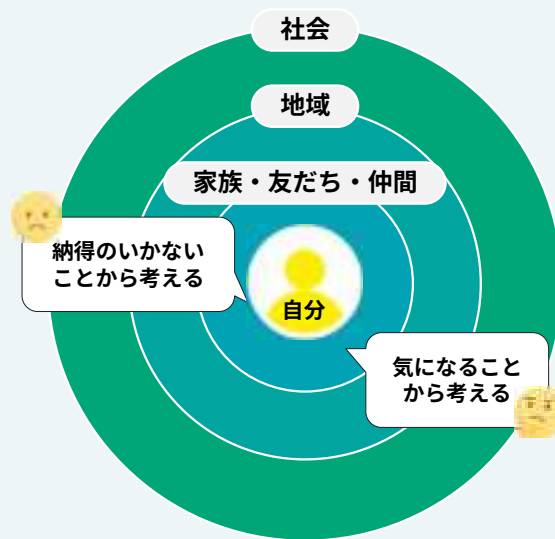 社会
地域
家族・友だち・仲間
納得のいかない
ことから考える
自分
気になること
から考える